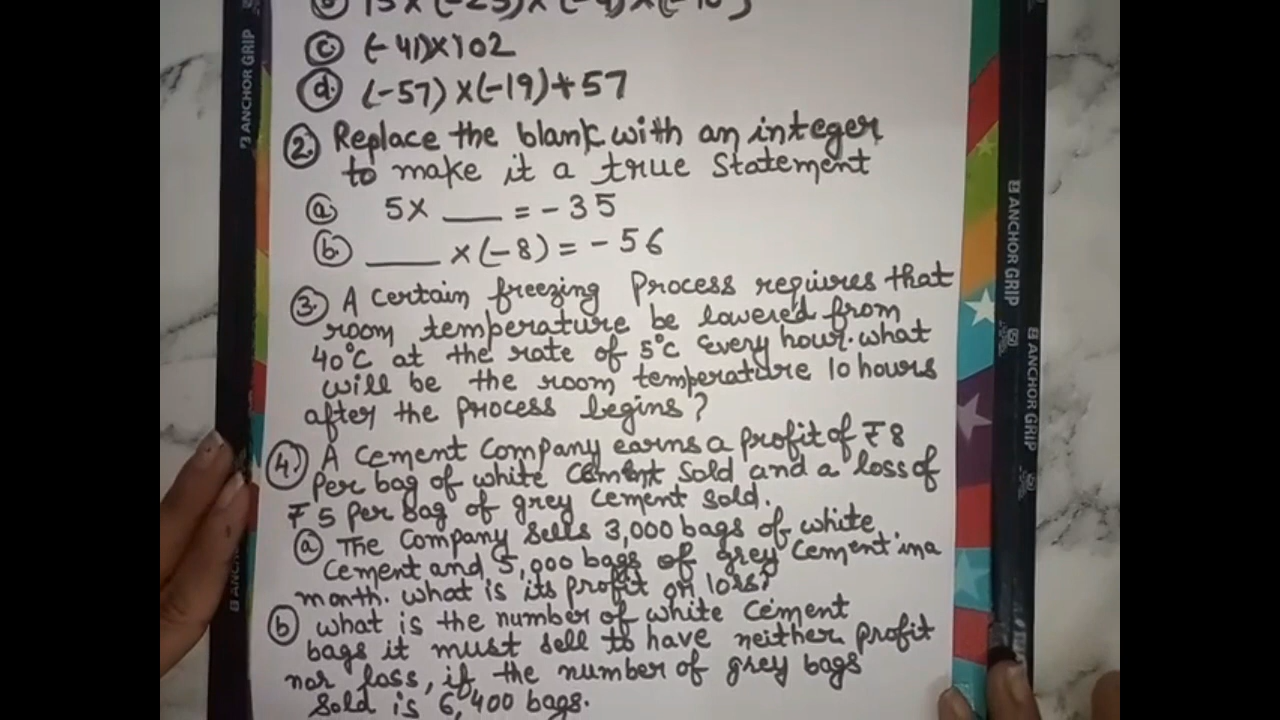 (c) (-41)×102
(d) (-57)×(-19)+57
2. Replace the blank with an integer
to make it a true statement
(a) 5× ___ = -35
(b) ____ ×(-8) = -56
3. A certain freezing process requires that
room temperature be lowered from
40°C at the rate of 5°C every hour. what
will be the room temperature 10 hours
after the process begins?
4. A cement company earns a profit of ₹8
per bag of white cement sold and a loss of
₹5 per bag of grey cement sold.
(a) The company sells 3,000 bags of white
cement and 5,000 bags of grey cement in a
month. what is its profit or loss?
(b) what is the number of white cement
bags it must sell to have neither profit
nor loss, if the number of grey bags
sold is 6,400 bags.
ANCHOR GRIP
ANCHOR GRIP
ANCHOR GRIP
ANCHOR GRIP